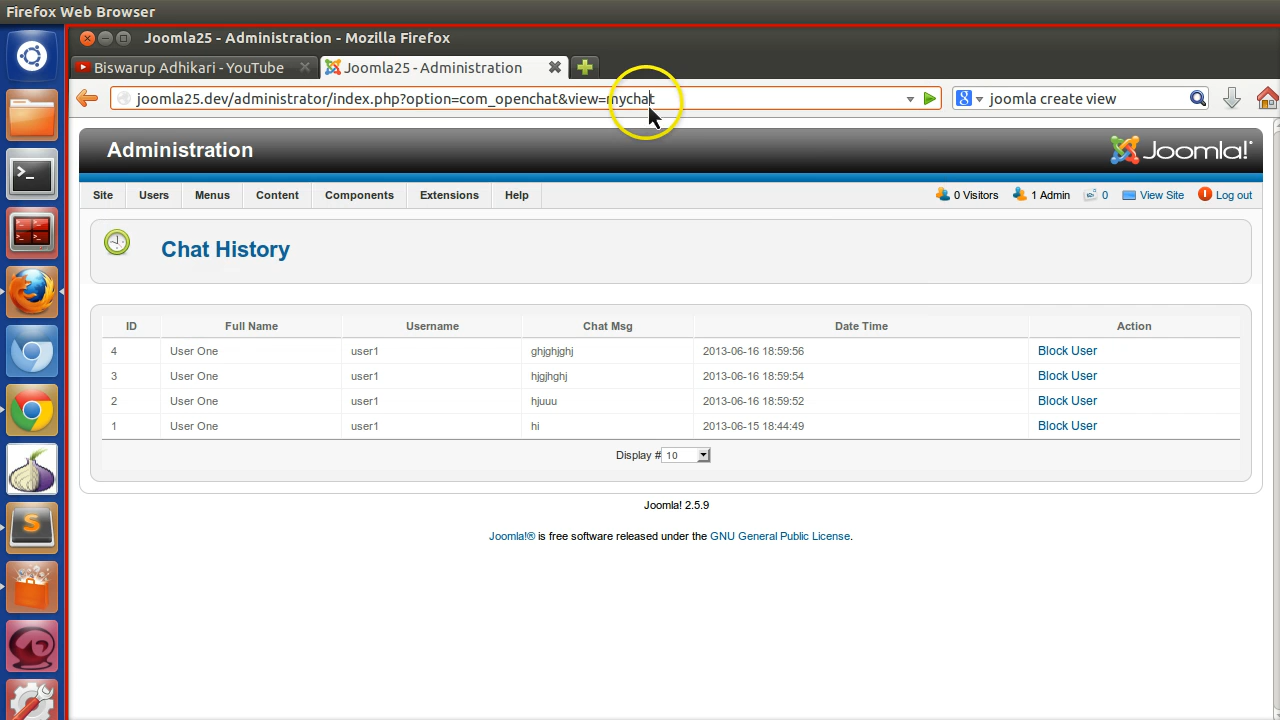 Firefox Web Browser
Joomla25 - Administration - Mozilla Firefox
Biswarup Adhikari - YouTube
Joomla25 - Administration
joomla25.dev/administrator/index.php?option=com_openchat&view=mychat
joomla create view
Administration
Joomla!®
Site Users Menus Content Components Extensions Help
0 Visitors 1 Admin 0 View Site Log out
Chat History
ID Full Name Username Chat Msg Date Time Action
4 User One user1 ghjghjghj 2013-06-16 18:59:56 Block User
3 User One user1 hjgjhghj 2013-06-16 18:59:54 Block User
2 User One user1 hjuuu 2013-06-16 18:59:52 Block User
1 User One user1 hi 2013-06-15 18:44:49 Block User
Display # 10
Joomla! 2.5.9
Joomla!® is free software released under the GNU General Public License.